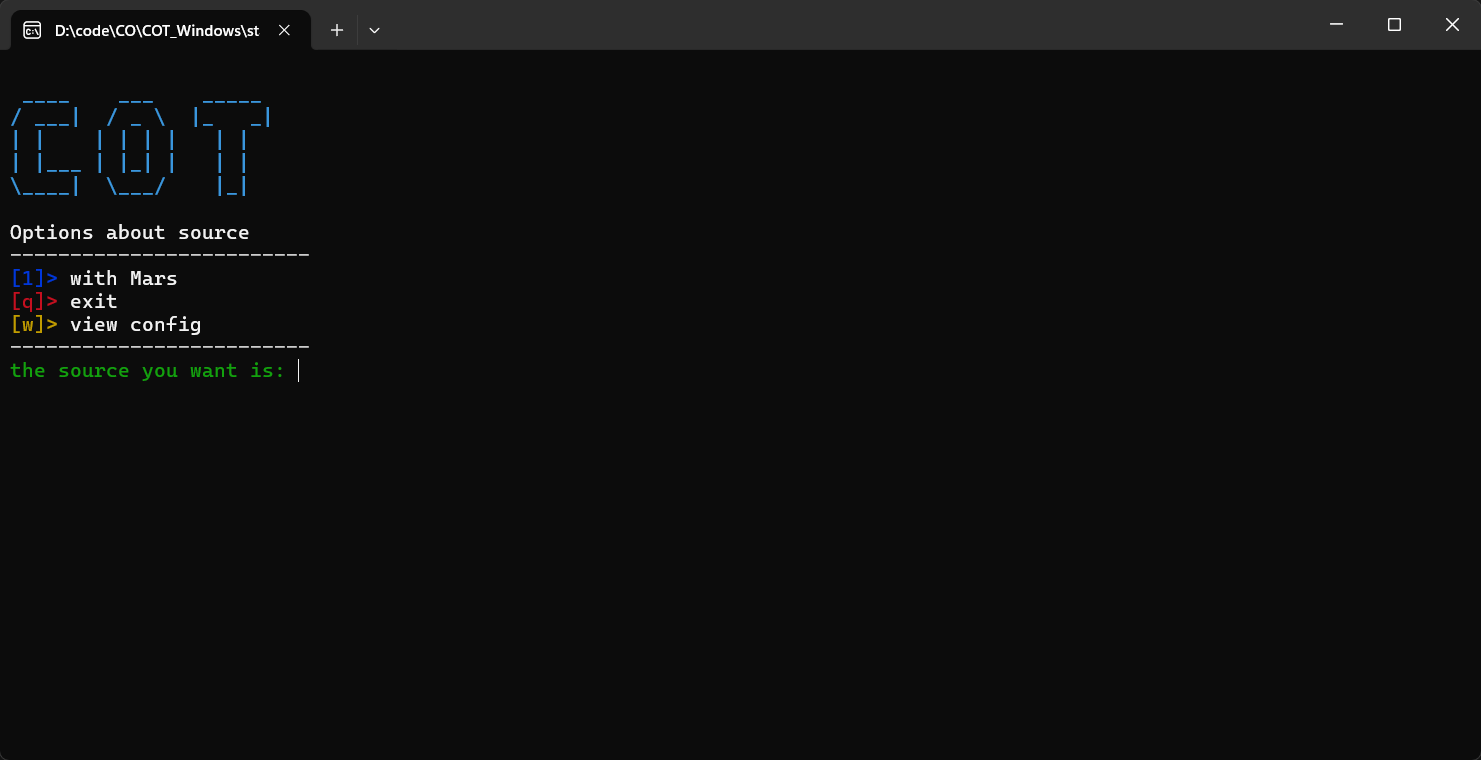 D:\code\CO\COT_Windows\st
  ____    ___    _____
/ ___|  / _ \  |_   _|
| |    | | | |   | |
| |___ | |_| |   | |
\____|  \___/    |_|
Options about source
-------------------------
[1]> with Mars
[q]> exit
[w]> view config
-------------------------
the source you want is: